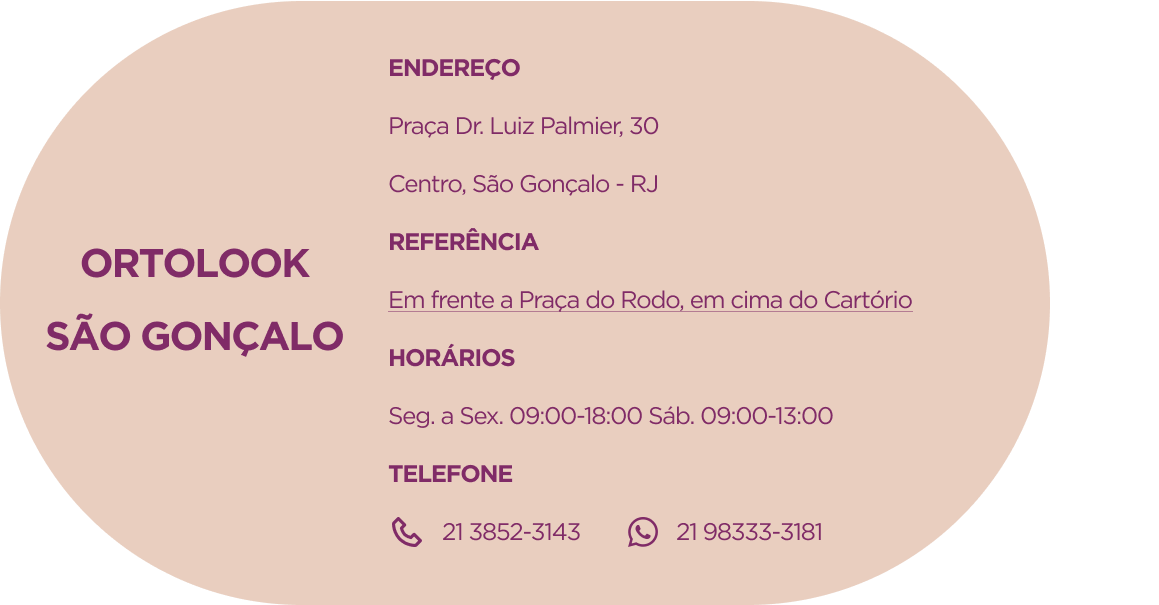 ORTOLOOK
SÃO GONÇALO
ENDEREÇO
Praça Dr. Luiz Palmier, 30
Centro, São Gonçalo - RJ
REFERÊNCIA
Em frente a Praça do Rodo, em cima do Cartório
HORÁRIOS
Seg. a Sex. 09:00-18:00 Sáb. 09:00-13:00
TELEFONE
21 3852-3143 21 98333-3181